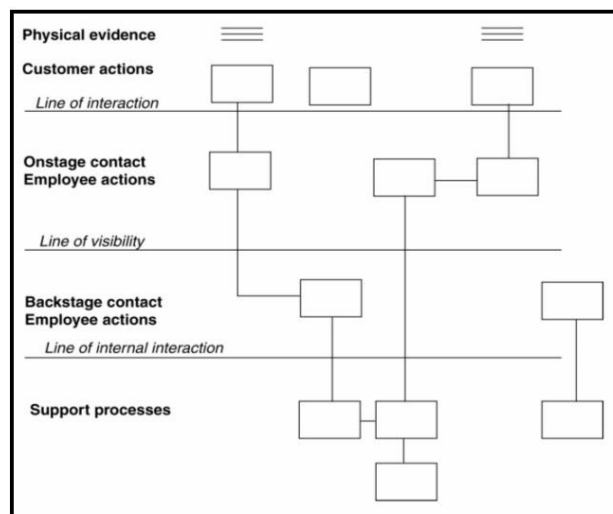 Physical evidence
Customer actions
Line of interaction
Onstage contact
Employee actions
Line of visibility
Backstage contact
Employee actions
Line of internal interaction
Support processes